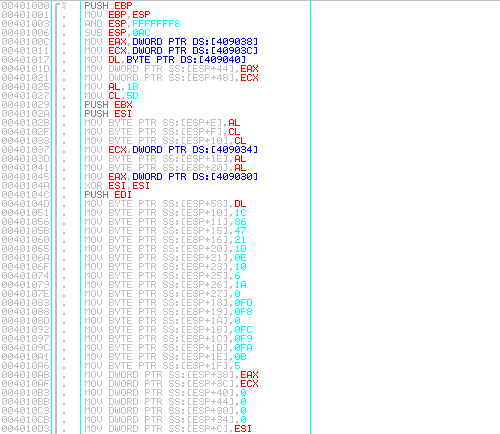 00401000 PUSH EBP
00401001 . MOV EBP,ESP
00401003 . AND ESP,FFFFFFF8
00401006 . SUB ESP,0AC
0040100C . MOV EAX,DWORD PTR DS:[409038]
00401011 . MOV ECX,DWORD PTR DS:[40903C]
00401017 . MOV DL,BYTE PTR DS:[409040]
0040101D . MOV DWORD PTR SS:[ESP+44],EAX
00401021 . MOV DWORD PTR SS:[ESP+48],ECX
00401025 . MOV AL,1B
00401027 . MOV CL,5D
00401029 . PUSH EBX
0040102A . PUSH ESI
0040102B . MOV BYTE PTR SS:[ESP+E],AL
0040102F . MOV BYTE PTR SS:[ESP+F],CL
00401033 . MOV BYTE PTR SS:[ESP+10],CL
00401037 . MOV ECX,DWORD PTR DS:[409034]
0040103D . MOV BYTE PTR SS:[ESP+1E],AL
00401041 . MOV BYTE PTR SS:[ESP+20],AL
00401045 . MOV EAX,DWORD PTR DS:[409030]
0040104A . XOR ESI,ESI
0040104C . PUSH EDI
0040104D . MOV BYTE PTR SS:[ESP+58],DL
00401051 . MOV BYTE PTR SS:[ESP+10],1C
00401056 . MOV BYTE PTR SS:[ESP+11],86
0040105B . MOV BYTE PTR SS:[ESP+15],47
00401060 . MOV BYTE PTR SS:[ESP+16],21
00401065 . MOV BYTE PTR SS:[ESP+20],1D
0040106A . MOV BYTE PTR SS:[ESP+21],0E
0040106F . MOV BYTE PTR SS:[ESP+23],10
00401074 . MOV BYTE PTR SS:[ESP+25],6
00401079 . MOV BYTE PTR SS:[ESP+26],1A
0040107E . MOV BYTE PTR SS:[ESP+27],0
00401083 . MOV BYTE PTR SS:[ESP+18],0FD
00401088 . MOV BYTE PTR SS:[ESP+19],0F8
0040108D . MOV BYTE PTR SS:[ESP+1A],0
00401092 . MOV BYTE PTR SS:[ESP+1B],0FC
00401097 . MOV BYTE PTR SS:[ESP+1C],0F9
0040109C . MOV BYTE PTR SS:[ESP+1D],0FA
004010A1 . MOV BYTE PTR SS:[ESP+1E],0B
004010A6 . MOV BYTE PTR SS:[ESP+1F],5
004010AB . MOV DWORD PTR SS:[ESP+38],EAX
004010AF . MOV DWORD PTR SS:[ESP+3C],ECX
004010B3 . MOV DWORD PTR SS:[ESP+40],0
004010BB . MOV DWORD PTR SS:[ESP+44],0
004010C3 . MOV DWORD PTR SS:[ESP+30],0
004010CB . MOV DWORD PTR SS:[ESP+34],0
004010D3 . MOV DWORD PTR SS:[ESP+C],ESI